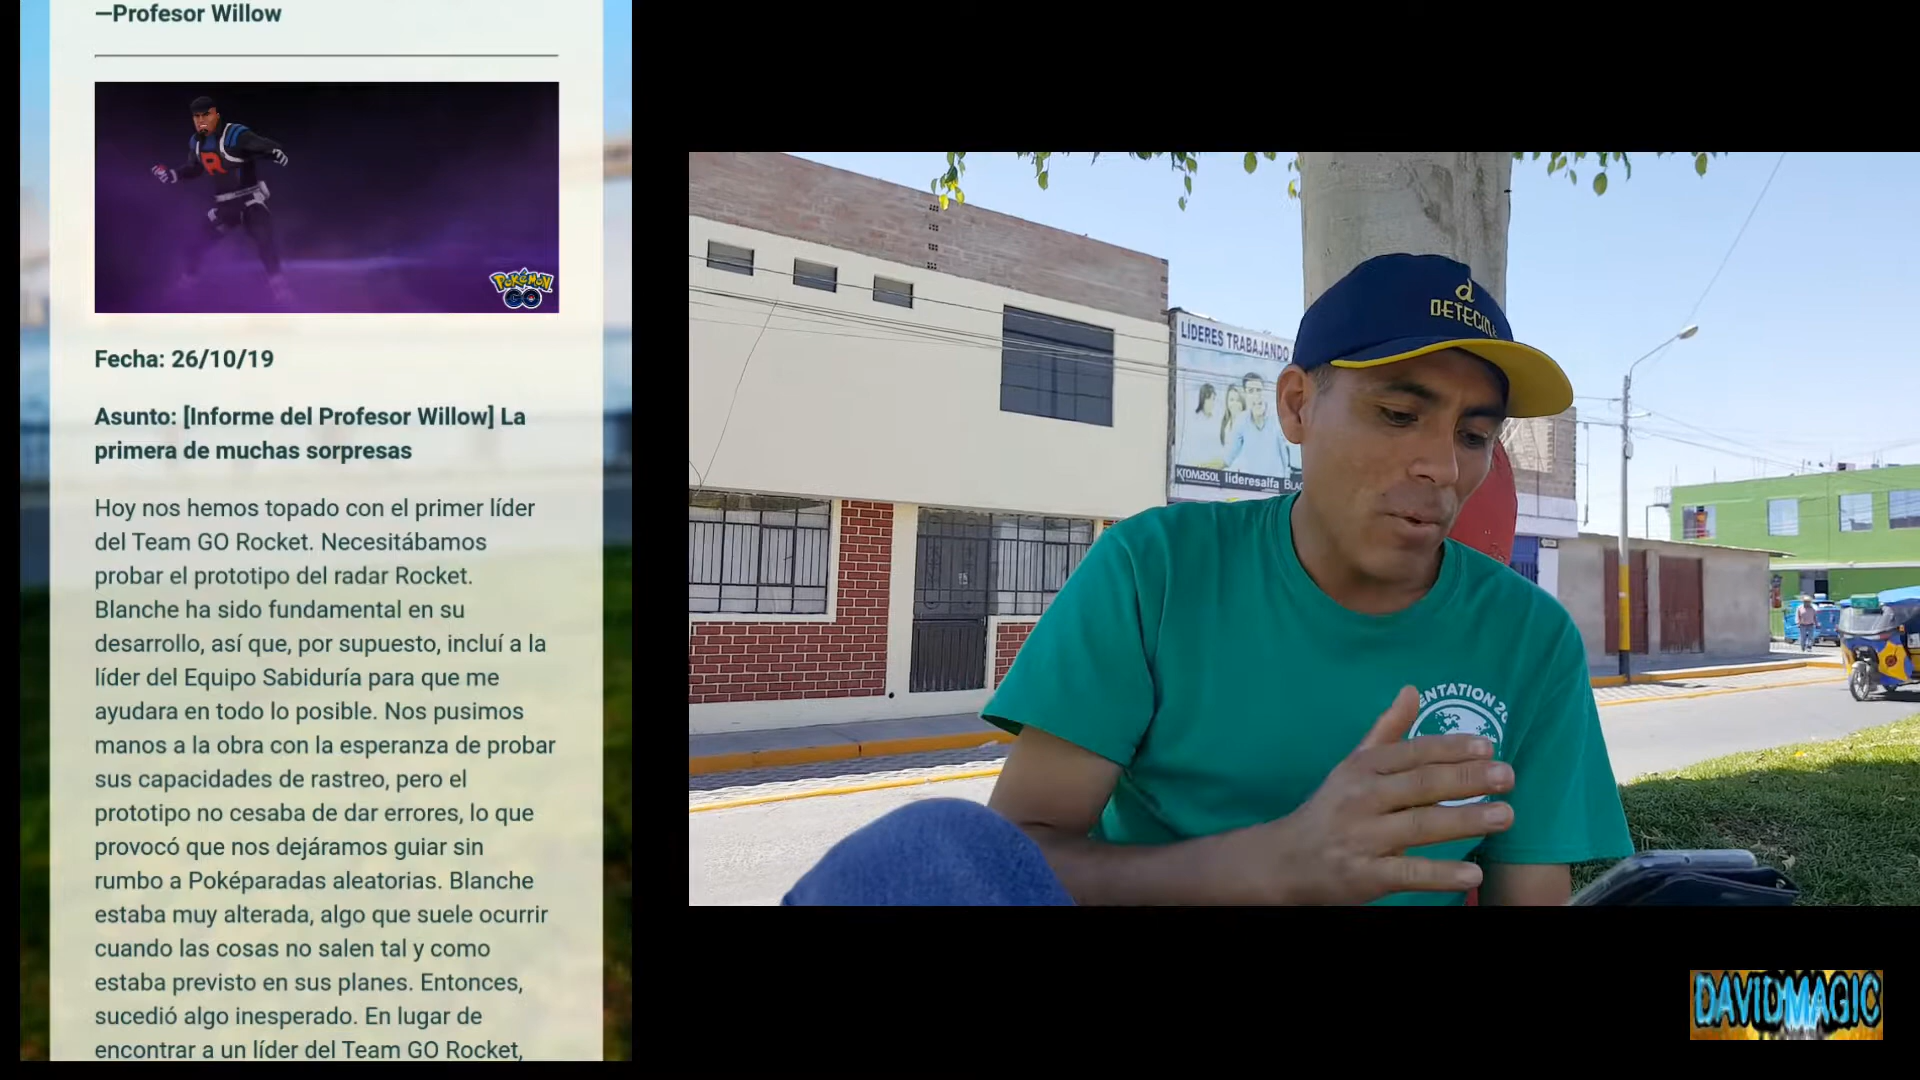 —Profesor Willow
R
POKÉMON
GO
Fecha: 26/10/19
Asunto: [Informe del Profesor Willow] La
primera de muchas sorpresas
Hoy nos hemos topado con el primer líder
del Team GO Rocket. Necesitábamos
probar el prototipo del radar Rocket.
Blanche ha sido fundamental en su
desarrollo, así que, por supuesto, incluí a la
líder del Equipo Sabiduría para que me
ayudara en todo lo posible. Nos pusimos
manos a la obra con la esperanza de probar
sus capacidades de rastreo, pero el
prototipo no cesaba de dar errores, lo que
provocó que nos dejáramos guiar sin
rumbo a Poképaradas aleatorias. Blanche
estaba muy alterada, algo que suele ocurrir
cuando las cosas no salen tal y como
estaba previsto en sus planes. Entonces,
sucedió algo inesperado. En lugar de
encontrar a un líder del Team GO Rocket,
LÍDERES TRABAJANDO
KROMASOL líderesalfa
d
ENTATION 20
DAVIDMAGIC